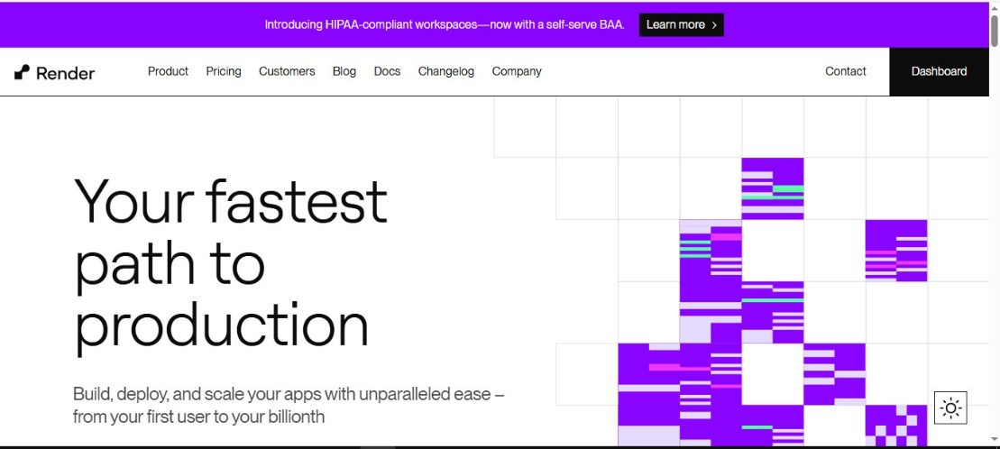 Introducing HIPAA-compliant workspaces—now with a self-serve BAA. Learn more
Render Product Pricing Customers Blog Docs Changelog Company Contact Dashboard
Your fastest
path to
production
Build, deploy, and scale your apps with unparalleled ease –
from your first user to your billionth